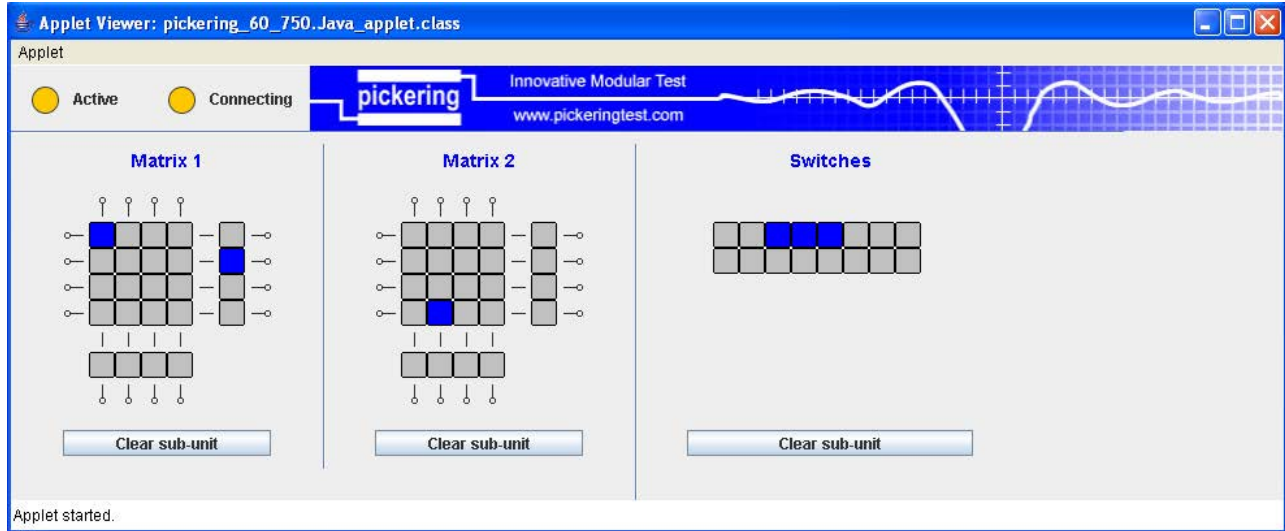 Applet Viewer: pickering_60_750.Java_applet.class
Applet
Active
Connecting
pickering
Innovative Modular Test
www.pickeringtest.com
Matrix 1
Matrix 2
Switches
Clear sub-unit
Clear sub-unit
Clear sub-unit
Applet started.